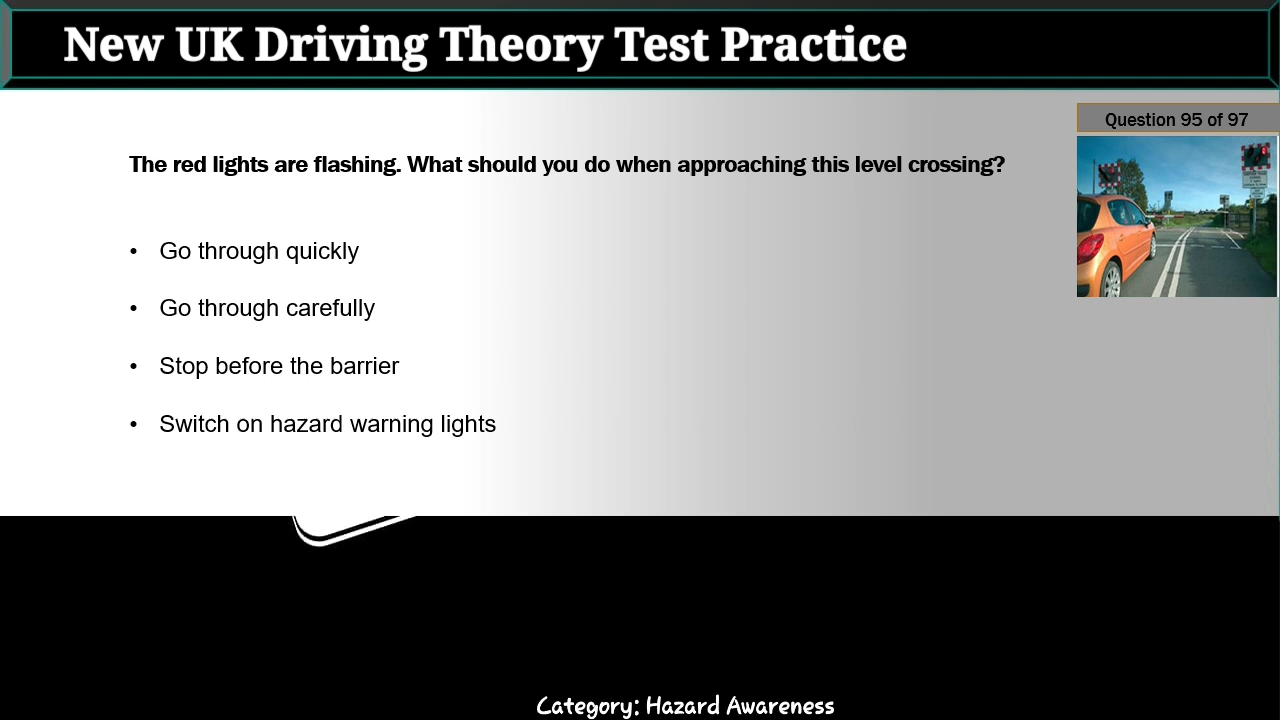 New UK Driving Theory Test Practice
Question 95 of 97
The red lights are flashing. What should you do when approaching this level crossing?
• Go through quickly
• Go through carefully
• Stop before the barrier
• Switch on hazard warning lights
Category: Hazard Awareness